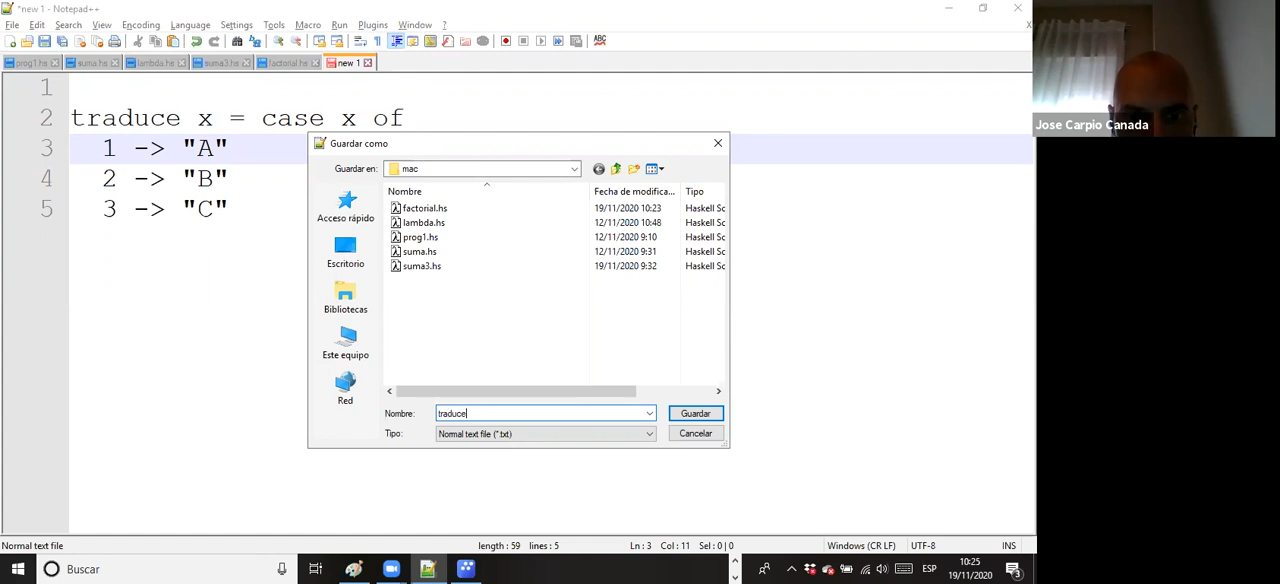 *new 1 - Notepad++
File Edit Search View Encoding Language Settings Tools Macro Run Plugins Window ?
prog1.hs suma.hs lambda.hs suma3.hs factorial.hs new 1
1
2 traduce x = case x of
3 1 -> "A"
4 2 -> "B"
5 3 -> "C"
Guardar como
Guardar en: mac
Nombre Fecha de modifica... Tipo
factorial.hs 19/11/2020 10:23 Haskell Sc
lambda.hs 12/11/2020 10:48 Haskell Sc
prog1.hs 12/11/2020 9:10 Haskell Sc
suma.hs 12/11/2020 9:31 Haskell Sc
suma3.hs 19/11/2020 9:32 Haskell Sc
Acceso rápido
Escritorio
Bibliotecas
Este equipo
Red
Nombre: traduce Guardar
Tipo: Normal text file (*.txt) Cancelar
Jose Carpio Canada
Normal text file length : 59 lines : 5 Ln : 3 Col : 11 Sel : 0 | 0 Windows (CR LF) UTF-8 INS
Buscar
ESP
10:25
19/11/2020
3